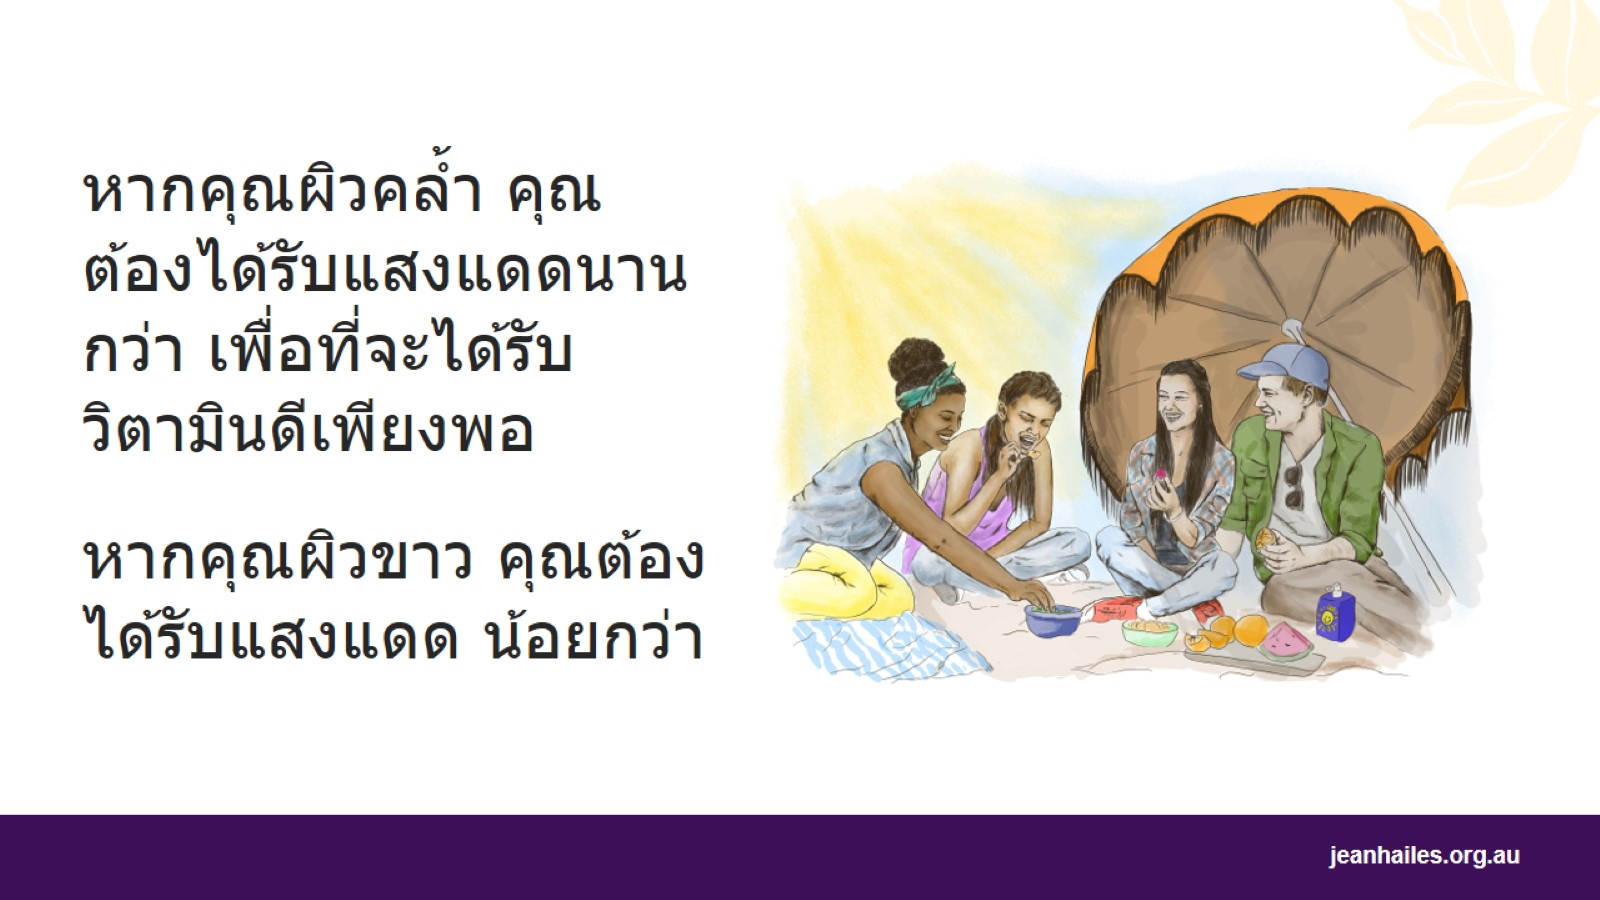 หากคุณผิวคล้ำ คุณ
ต้องได้รับแสงแดดนาน
กว่า เพื่อที่จะได้รับ
วิตามินดีเพียงพอ
หากคุณผิวขาว คุณต้อง
ได้รับแสงแดด น้อยกว่า
jeanhailes.org.au